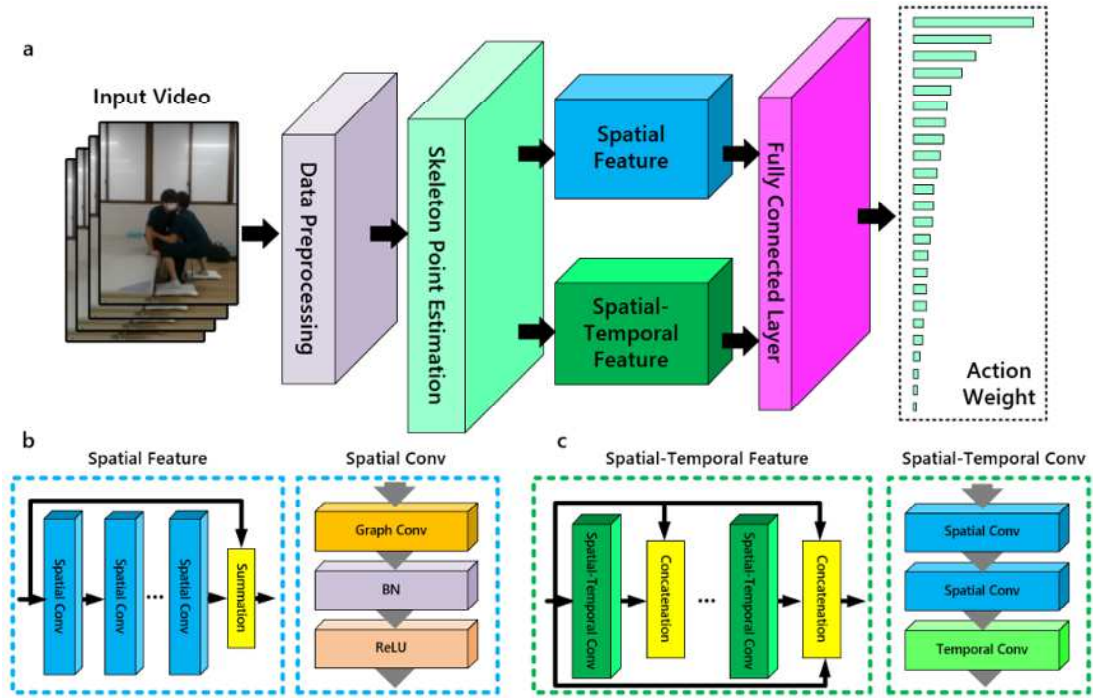 a
Input Video
Data Preprocessing
Skeleton Point Estimation
Spatial
Feature
Spatial-
Temporal
Feature
Fully Connected Layer
Action
Weight
b
Spatial Feature
Spatial Conv
Spatial Conv
Spatial Conv
...
Spatial Conv
Summation
Graph Conv
BN
ReLU
c
Spatial-Temporal Feature
Spatial-Temporal Conv
Spatial-Temporal Conv
Concatenation
...
Spatial-Temporal Conv
Concatenation
Spatial Conv
Spatial Conv
Temporal Conv